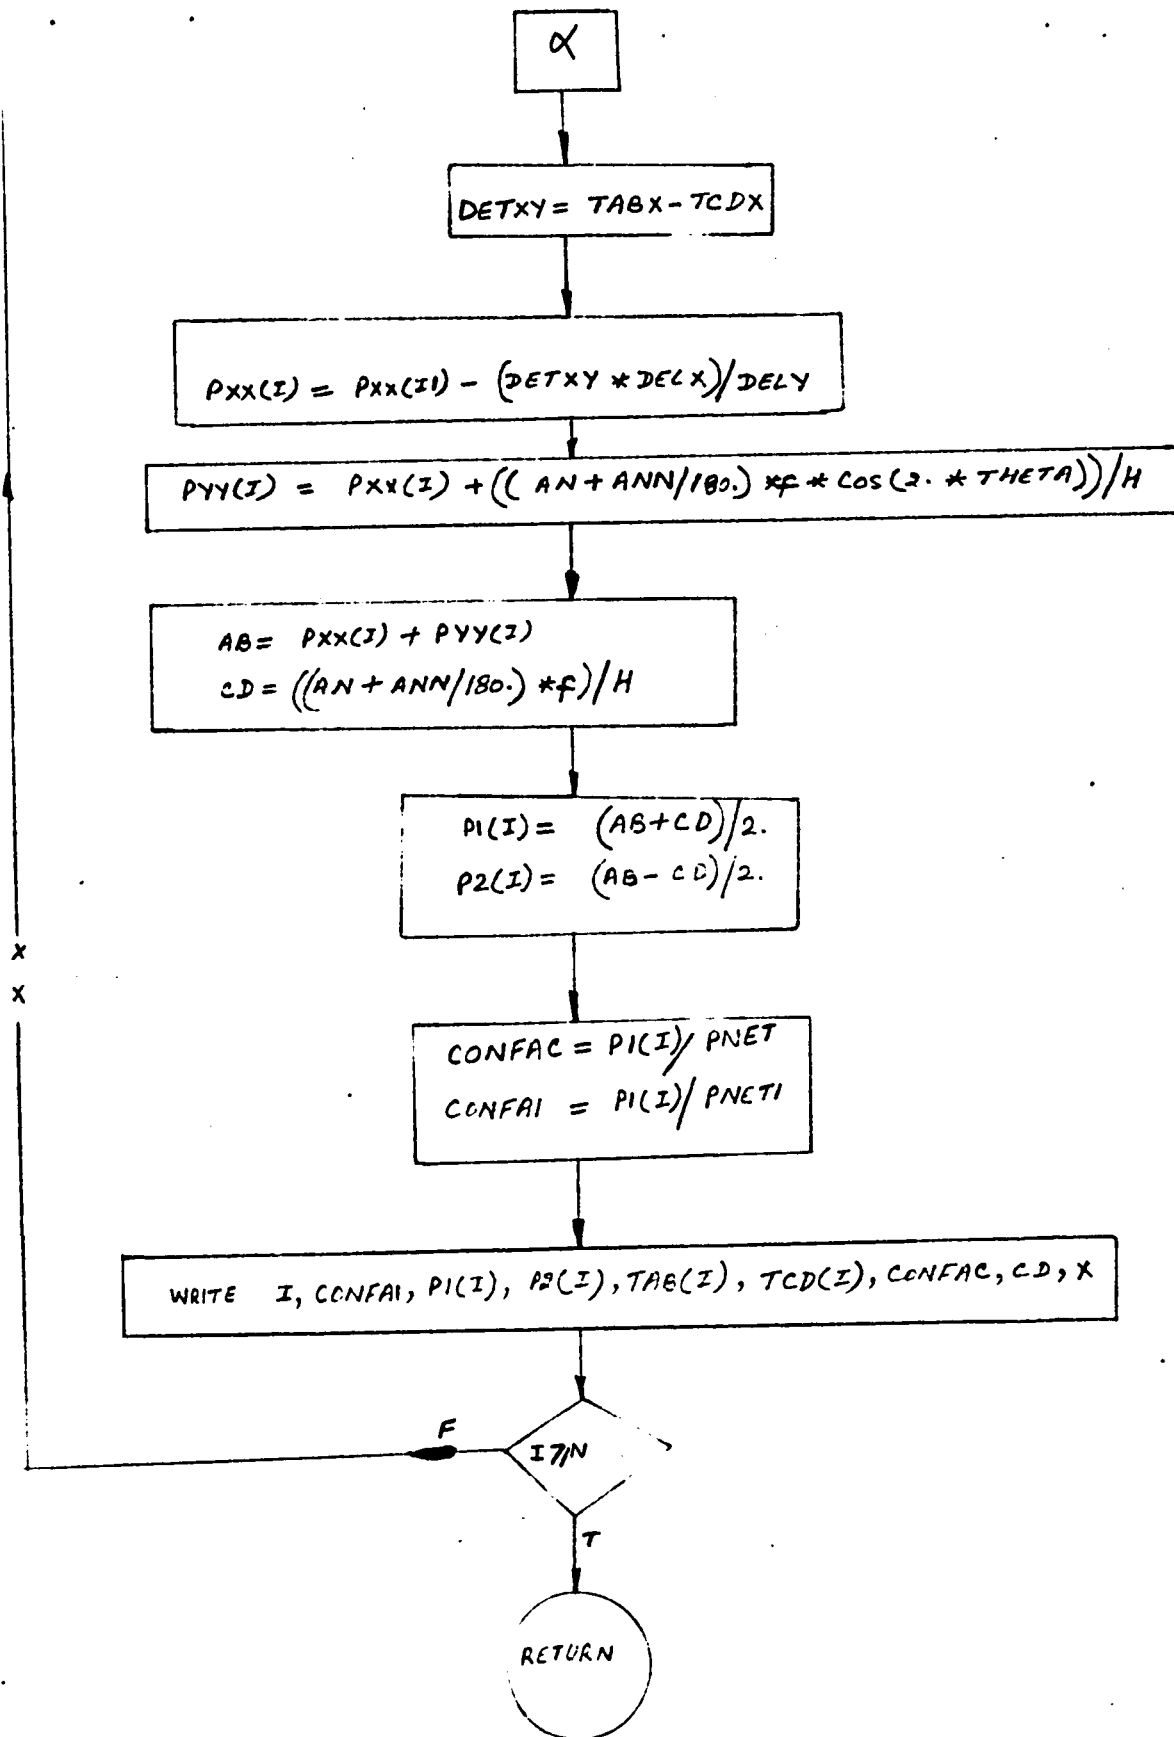 α
DETXY = TABX - TCDX
PXX(I) = PXX(I1) - (DETXY * DELX)/DELY
PYY(I) = PXX(I) + (( AN + ANN/180.) *F * COS(2. * THETA))/H
AB = PXX(I) + PYY(I)
CD = ((AN + ANN/180.) *F)/H
P1(I) = (AB+CD)/2.
P2(I) = (AB-CD)/2.
X
X
CONFAC = P1(I)/PNET
CONFA1 = P1(I)/PNET1
WRITE I, CONFA1, P1(I), P2(I), TAB(I), TCD(I), CONFAC, CD, X
F
I⩾N
T
RETURN